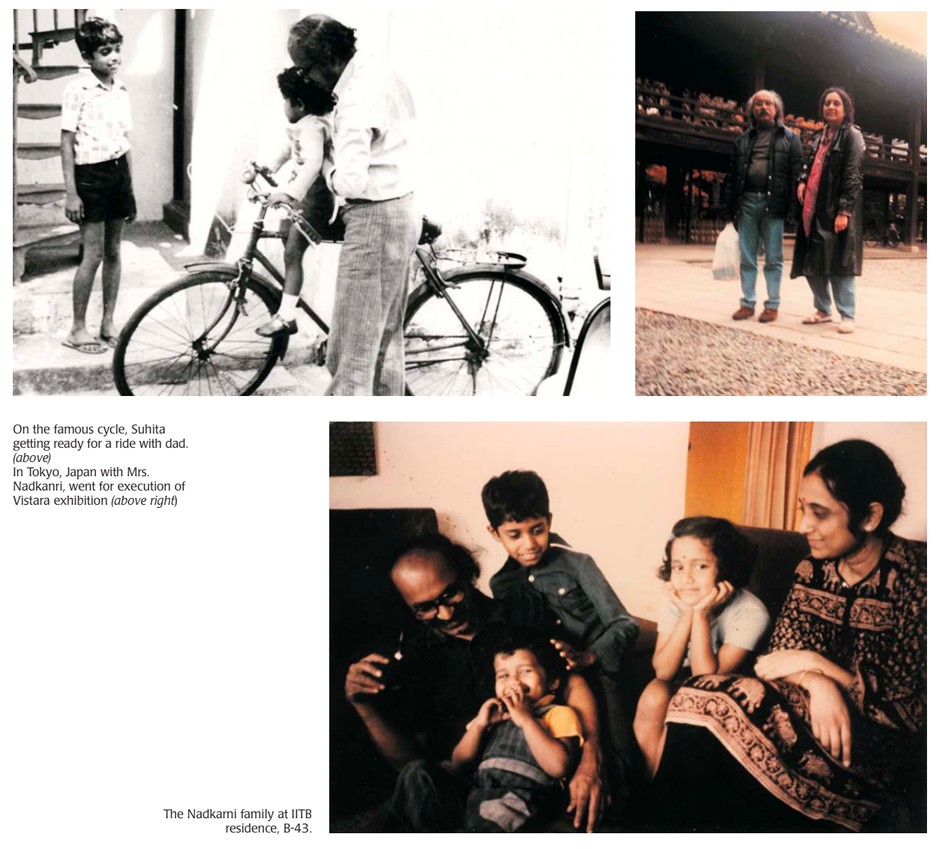 On the famous cycle, Suhita
getting ready for a ride with dad.
(above)
In Tokyo, Japan with Mrs.
Nadkanri, went for execution of
Vistara exhibition (above right)
The Nadkarni family at IITB
residence, B-43.